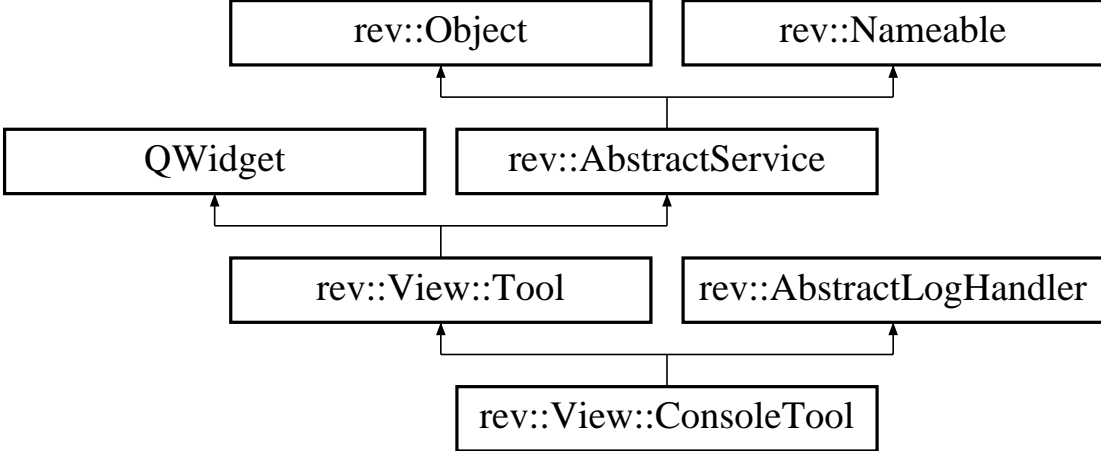 rev::Object
rev::Nameable
QWidget
rev::AbstractService
rev::View::Tool
rev::AbstractLogHandler
rev::View::ConsoleTool